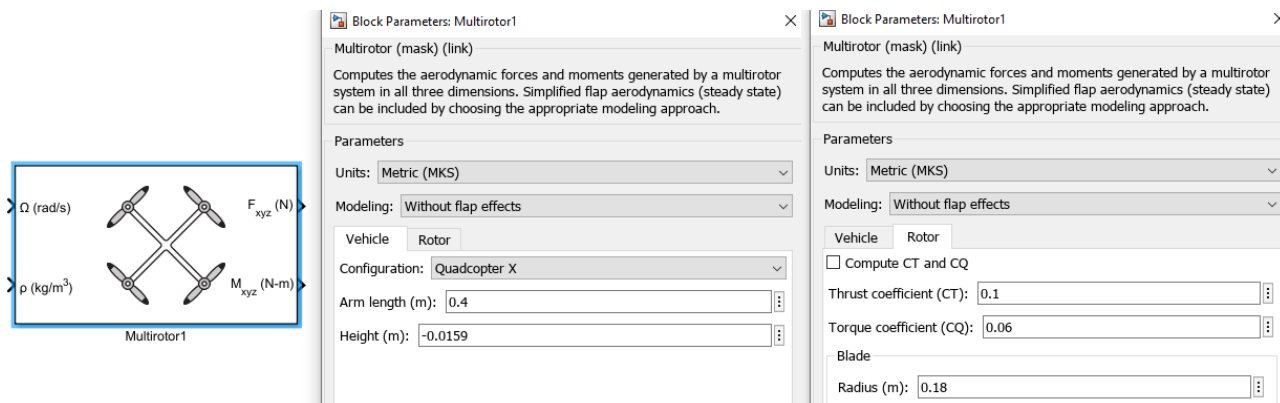 Ω (rad/s)
F_xyz (N)
ρ (kg/m³)
M_xyz (N-m)
Multirotor1
Block Parameters: Multirotor1
Multirotor (mask) (link)
Computes the aerodynamic forces and moments generated by a multirotor
system in all three dimensions. Simplified flap aerodynamics (steady state)
can be included by choosing the appropriate modeling approach.
Parameters
Units: Metric (MKS)
Modeling: Without flap effects
Vehicle Rotor
Configuration: Quadcopter X
Arm length (m): 0.4
Height (m): -0.0159
Block Parameters: Multirotor1
Multirotor (mask) (link)
Computes the aerodynamic forces and moments generated by a multirotor
system in all three dimensions. Simplified flap aerodynamics (steady state)
can be included by choosing the appropriate modeling approach.
Parameters
Units: Metric (MKS)
Modeling: Without flap effects
Vehicle Rotor
Compute CT and CQ
Thrust coefficient (CT): 0.1
Torque coefficient (CQ): 0.06
Blade
Radius (m): 0.18